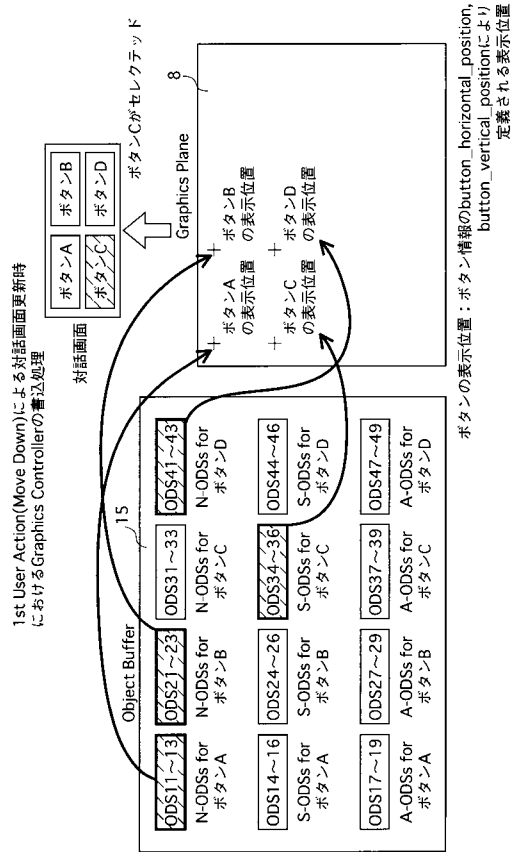 1st User Action(Move Down)による対話画面更新時
におけるGraphics Controllerの書込処理
対話画面
ボタンA
ボタンB
ボタンC
ボタンD
ボタンCがセレクテッド
Object Buffer
15
ODS11～13
N-ODSs for
ボタンA
ODS21～23
N-ODSs for
ボタンB
ODS31～33
N-ODSs for
ボタンC
ODS41～43
N-ODSs for
ボタンD
ODS14～16
S-ODSs for
ボタンA
ODS24～26
S-ODSs for
ボタンB
ODS34～36
S-ODSs for
ボタンC
ODS44～46
S-ODSs for
ボタンD
ODS17～19
A-ODSs for
ボタンA
ODS27～29
A-ODSs for
ボタンB
ODS37～39
A-ODSs for
ボタンC
ODS47～49
A-ODSs for
ボタンD
Graphics Plane
8
ボタンA
の表示位置
ボタンB
の表示位置
ボタンC
の表示位置
ボタンD
の表示位置
ボタンの表示位置：ボタン情報のbutton_horizontal_position,
button_vertical_positionにより
定義される表示位置